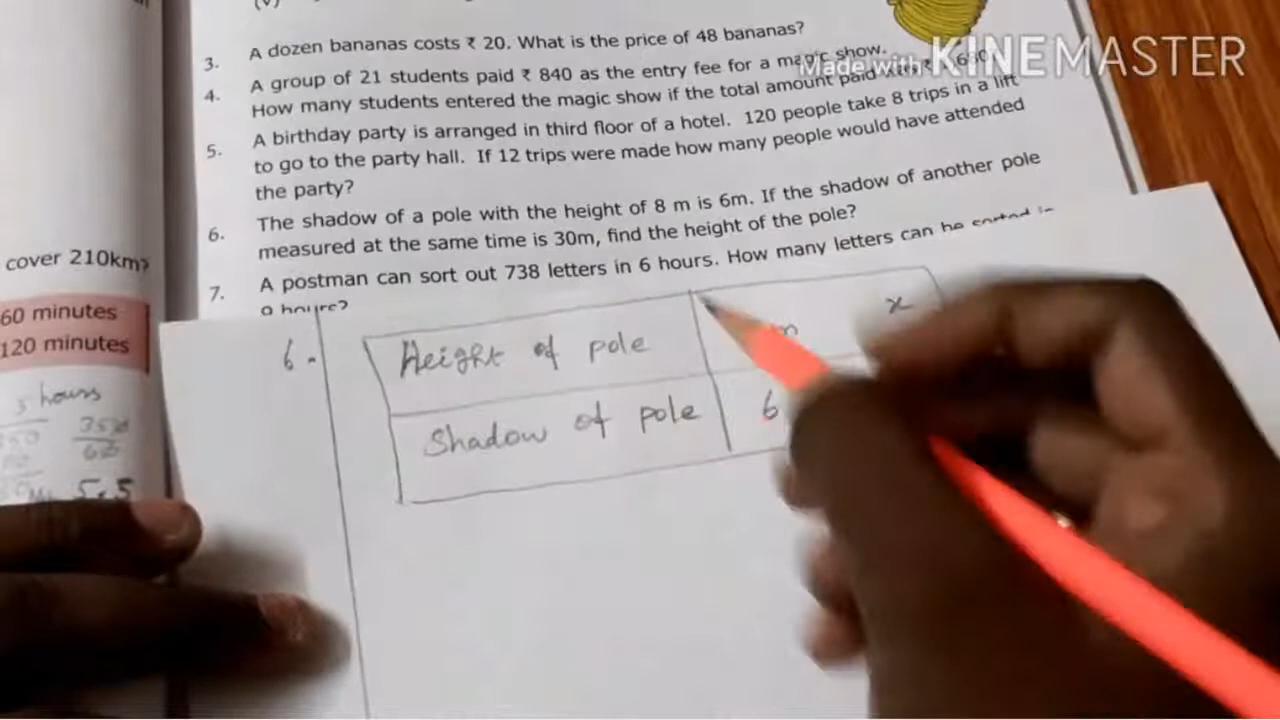 3. A dozen bananas costs ₹ 20. What is the price of 48 bananas?
4. A group of 21 students paid ₹ 840 as the entry fee for a magic show.
How many students entered the magic show if the total amount paid
5. A birthday party is arranged in third floor of a hotel. 120 people take 8 trips in a lift
to go to the party hall. If 12 trips were made how many people would have attended
the party?
6. The shadow of a pole with the height of 8 m is 6m. If the shadow of another pole
measured at the same time is 30m, find the height of the pole?
7. A postman can sort out 738 letters in 6 hours. How many letters can be sorted in
9 hours?
Made with KINEMASTER
cover 210km?
60 minutes
120 minutes
hours
5.5
6. Height of pole m x
Shadow of pole 6